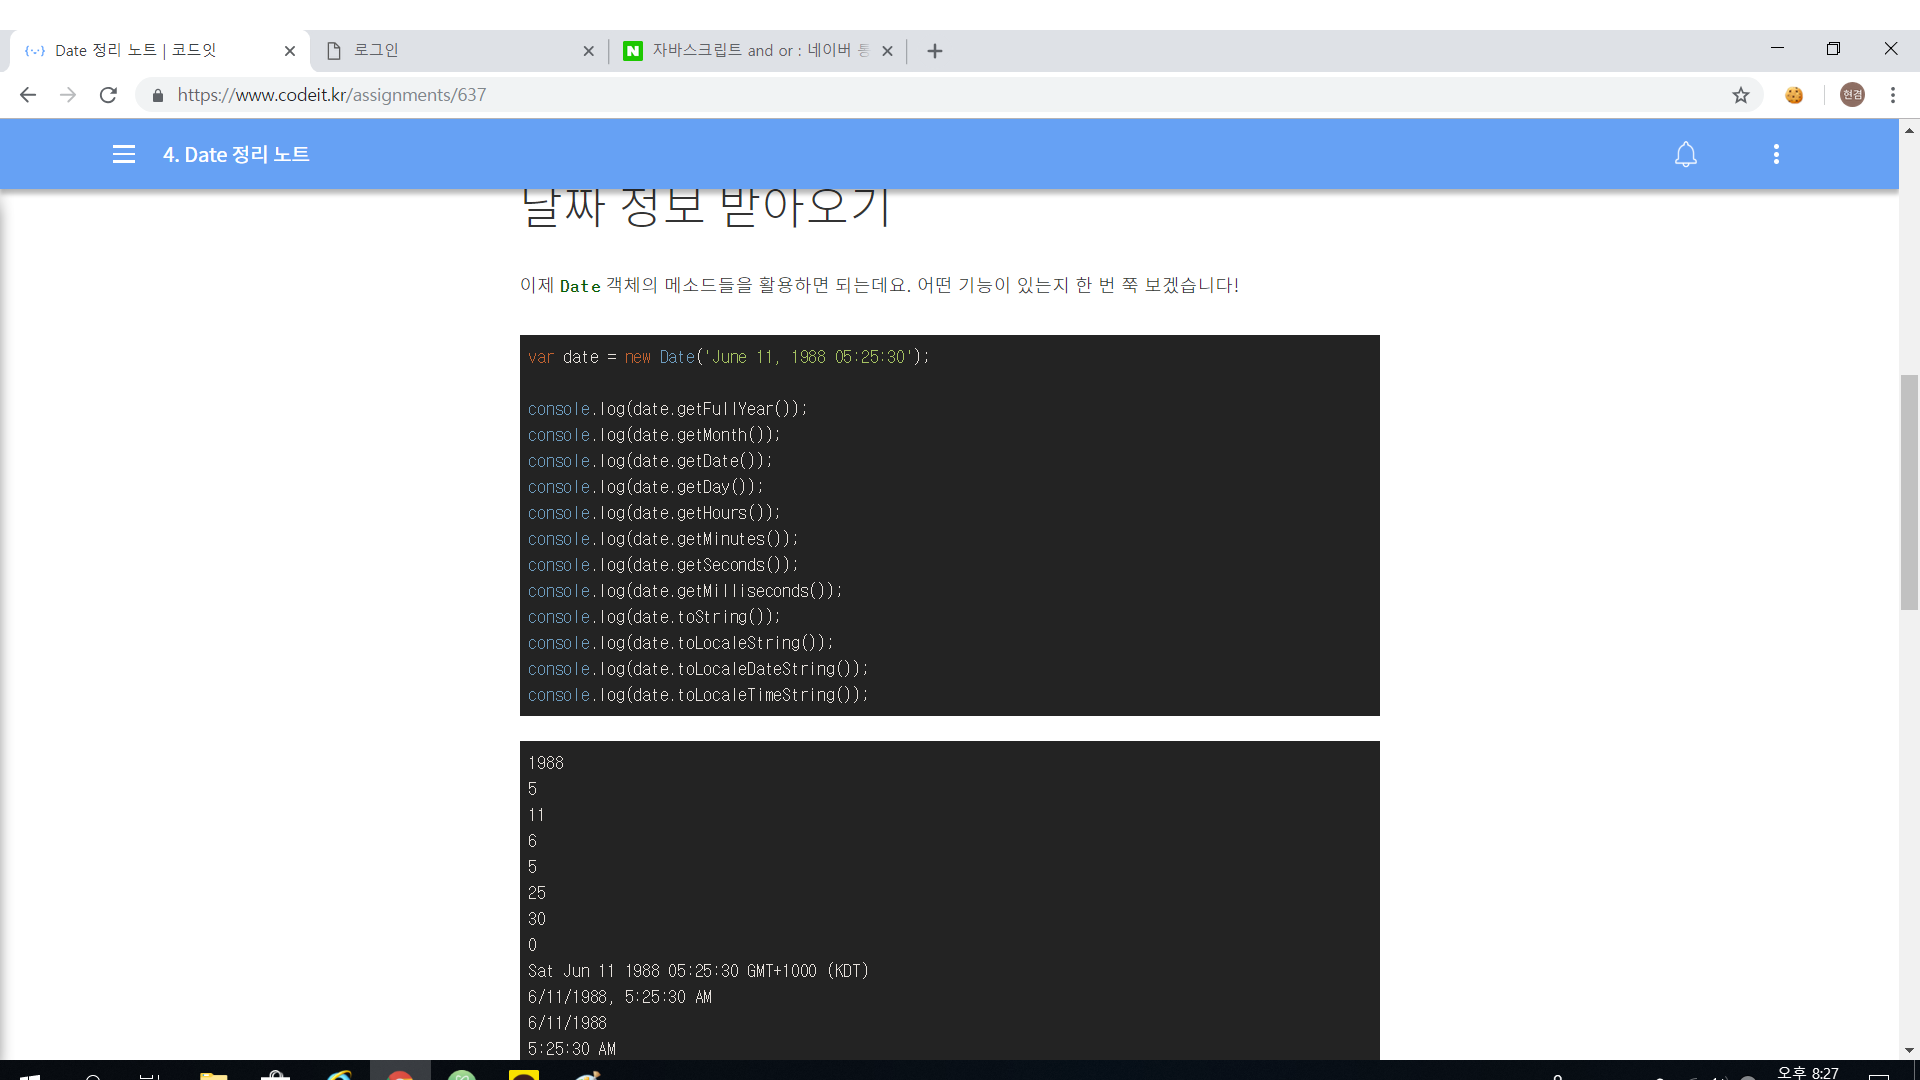 Date 정리 노트 | 코드잇
로그인
자바스크립트 and or : 네이버 통
https://www.codeit.kr/assignments/637
현겸
4. Date 정리 노트
날짜 정보 받아오기
이제 Date 객체의 메소드들을 활용하면 되는데요. 어떤 기능이 있는지 한 번 쭉 보겠습니다!
var date = new Date('June 11, 1988 05:25:30');
console.log(date.getFullYear());
console.log(date.getMonth());
console.log(date.getDate());
console.log(date.getDay());
console.log(date.getHours());
console.log(date.getMinutes());
console.log(date.getSeconds());
console.log(date.getMilliseconds());
console.log(date.toString());
console.log(date.toLocaleString());
console.log(date.toLocaleDateString());
console.log(date.toLocaleTimeString());
1988
5
11
6
5
25
30
0
Sat Jun 11 1988 05:25:30 GMT+1000 (KDT)
6/11/1988, 5:25:30 AM
6/11/1988
5:25:30 AM
오후 8:27